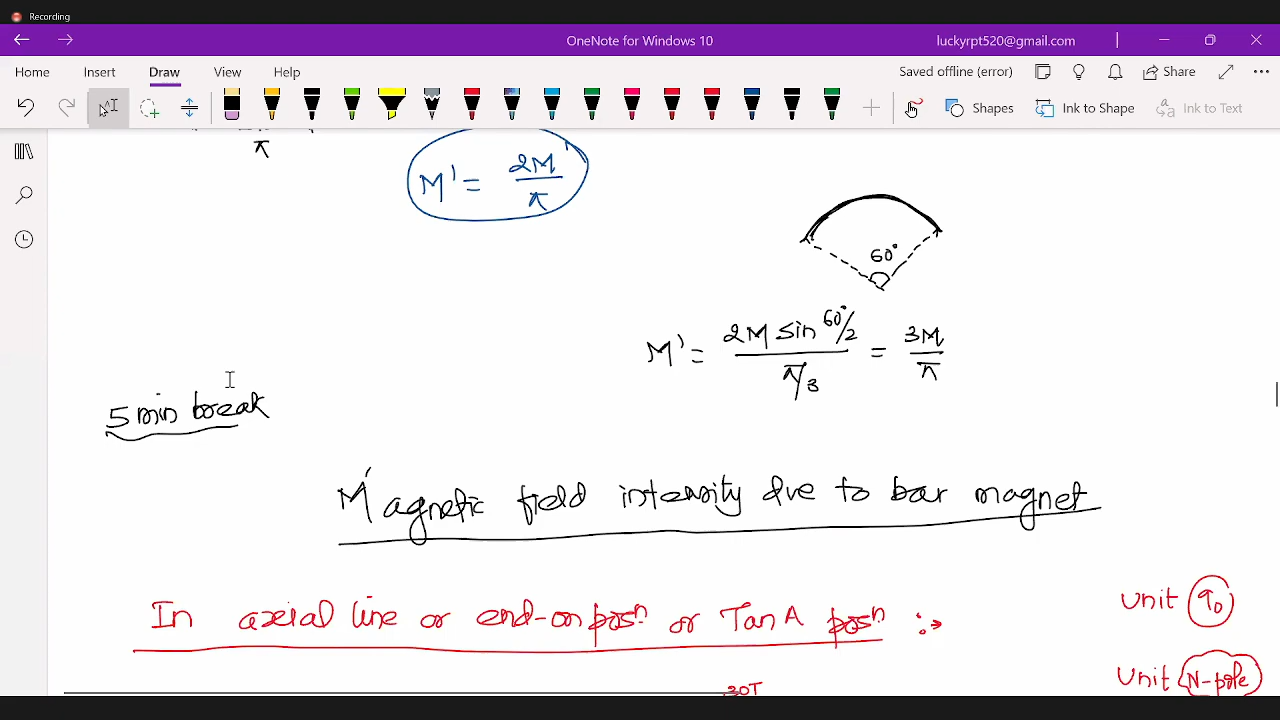 Recording
OneNote for Windows 10
luckyrpt520@gmail.com
Home Insert Draw View Help
Saved offline (error)
Share
Shapes
Ink to Shape
Ink to Text
π
M' = 2M/π
60°
M' = 2M sin 60°/2 / π/3 = 3M/π
5 min break
Magnetic field intensity due to bar magnet
In axial line or end-on posn or Tan A posn :→
unit q0
unit N-pole
30T